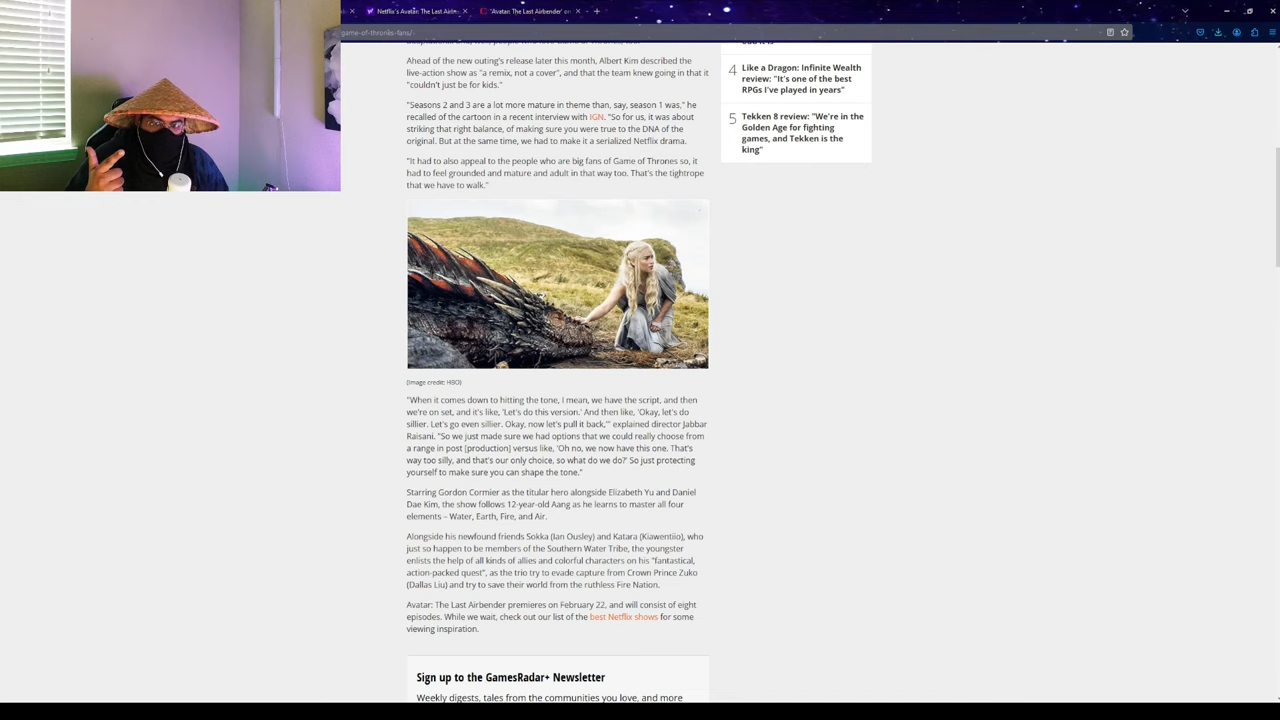 Netflix's Avatar: The Last Airbe
'Avatar: The Last Airbender' on
game-of-thrones-fans/
Ahead of the new outing's release later this month, Albert Kim described the
live-action show as "a remix, not a cover", and that the team knew going in that it
"couldn't just be for kids."
"Seasons 2 and 3 are a lot more mature in theme than, say, season 1 was," he
recalled of the cartoon in a recent interview with IGN. "So for us, it was about
striking that right balance, of making sure you were true to the DNA of the
original. But at the same time, we had to make it a serialized Netflix drama.
"It had to also appeal to the people who are big fans of Game of Thrones so, it
had to feel grounded and mature and adult in that way too. That's the tightrope
that we have to walk."
(Image credit: HBO)
"When it comes down to hitting the tone, I mean, we have the script, and then
we're on set, and it's like, 'Let's do this version.' And then like, 'Okay, let's do
sillier. Let's go even sillier. Okay, now let's pull it back,'" explained director Jabbar
Raisani. "So we just made sure we had options that we could really choose from
a range in post [production] versus like, 'Oh no, we now have this one. That's
way too silly, and that's our only choice, so what do we do?' So just protecting
yourself to make sure you can shape the tone."
Starring Gordon Cormier as the titular hero alongside Elizabeth Yu and Daniel
Dae Kim, the show follows 12-year-old Aang as he learns to master all four
elements – Water, Earth, Fire, and Air.
Alongside his newfound friends Sokka (Ian Ousley) and Katara (Kiawentiio), who
just so happen to be members of the Southern Water Tribe, the youngster
enlists the help of all kinds of allies and colorful characters on his "fantastical,
action-packed quest", as the trio try to evade capture from Crown Prince Zuko
(Dallas Liu) and try to save their world from the ruthless Fire Nation.
Avatar: The Last Airbender premieres on February 22, and will consist of eight
episodes. While we wait, check out our list of the best Netflix shows for some
viewing inspiration.
Sign up to the GamesRadar+ Newsletter
Weekly digests, tales from the communities you love, and more
4 Like a Dragon: Infinite Wealth
review: "It's one of the best
RPGs I've played in years"
5 Tekken 8 review: "We're in the
Golden Age for fighting
games, and Tekken is the
king"